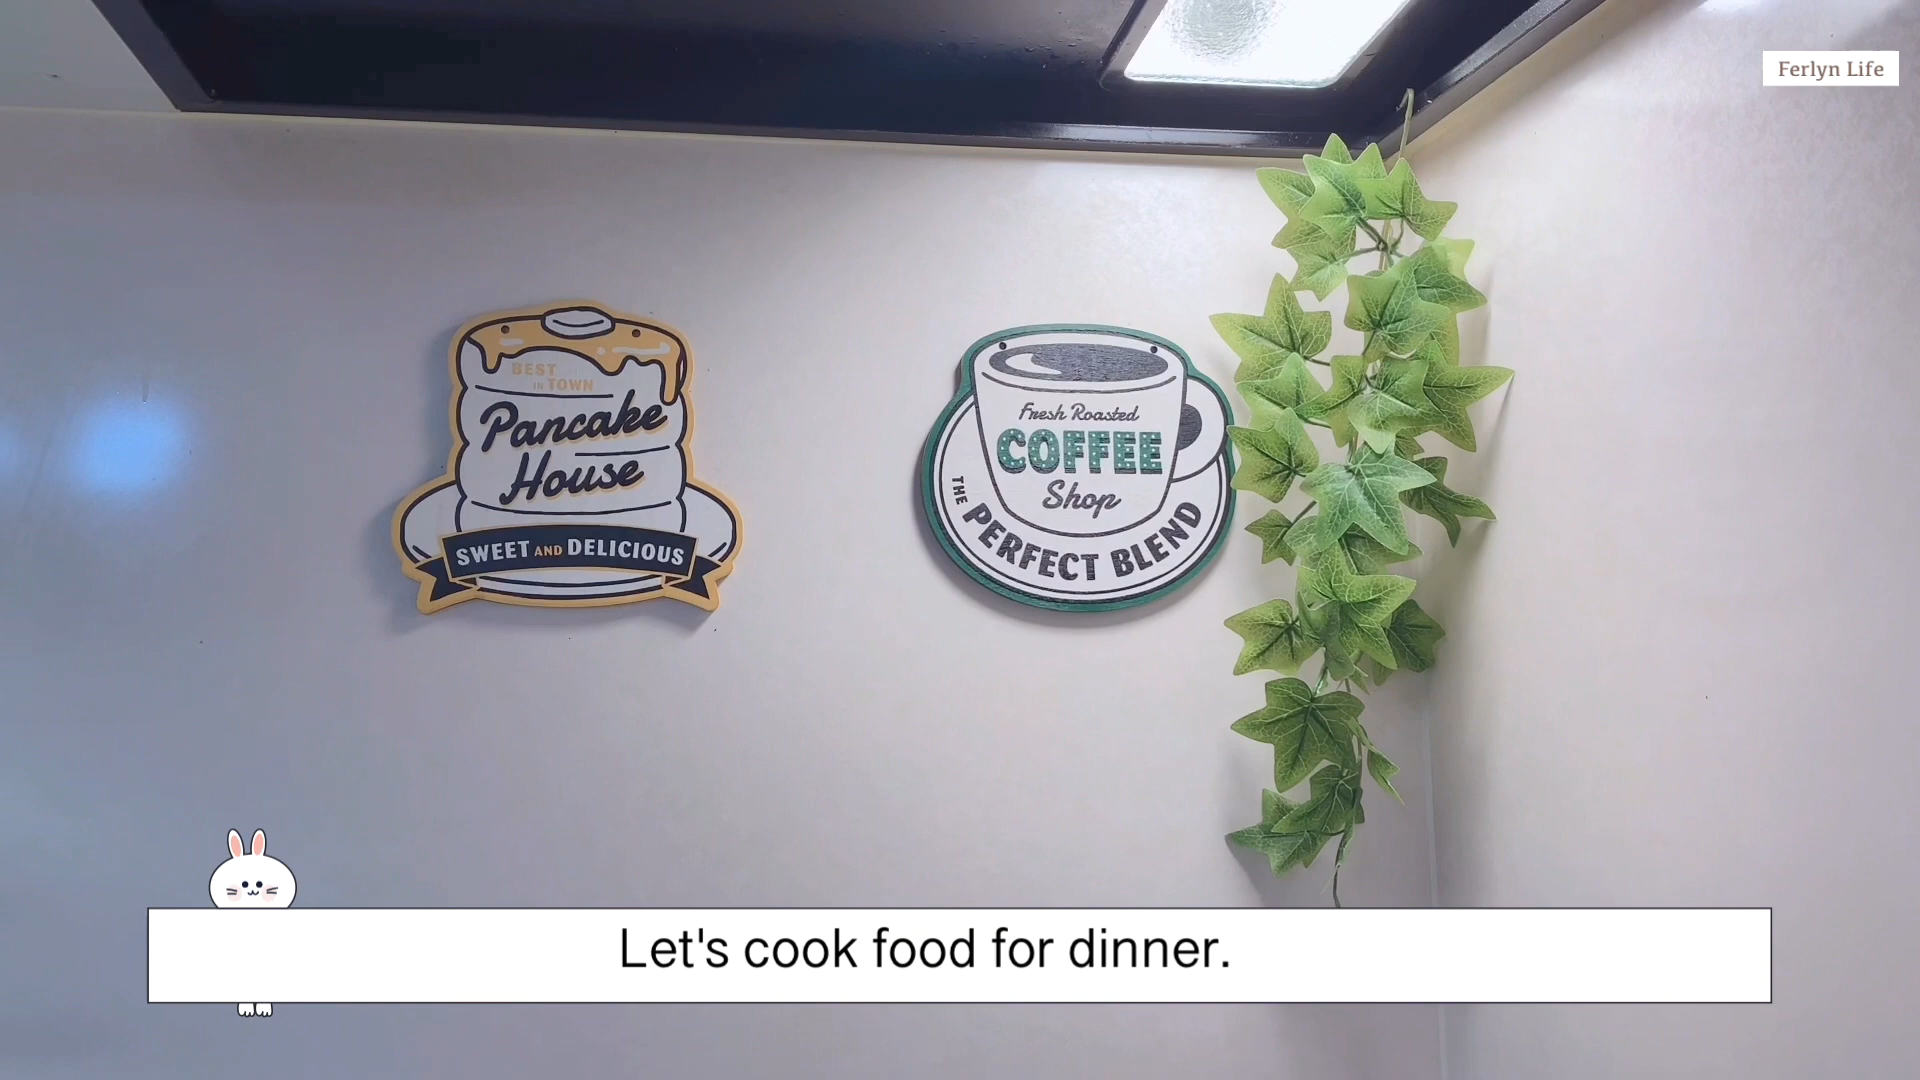 Ferlyn Life
BEST
IN TOWN
Pancake
House
SWEET AND DELICIOUS
Fresh Roasted
COFFEE
Shop
THE PERFECT BLEND
Let's cook food for dinner.